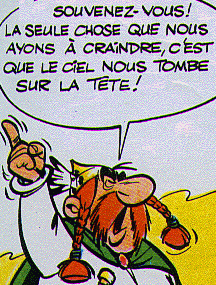 SOUVENEZ-VOUS!
LA SEULE CHOSE QUE NOUS
AYONS À CRAINDRE, C'EST
QUE LE CIEL NOUS TOMBE
SUR LA TÊTE!